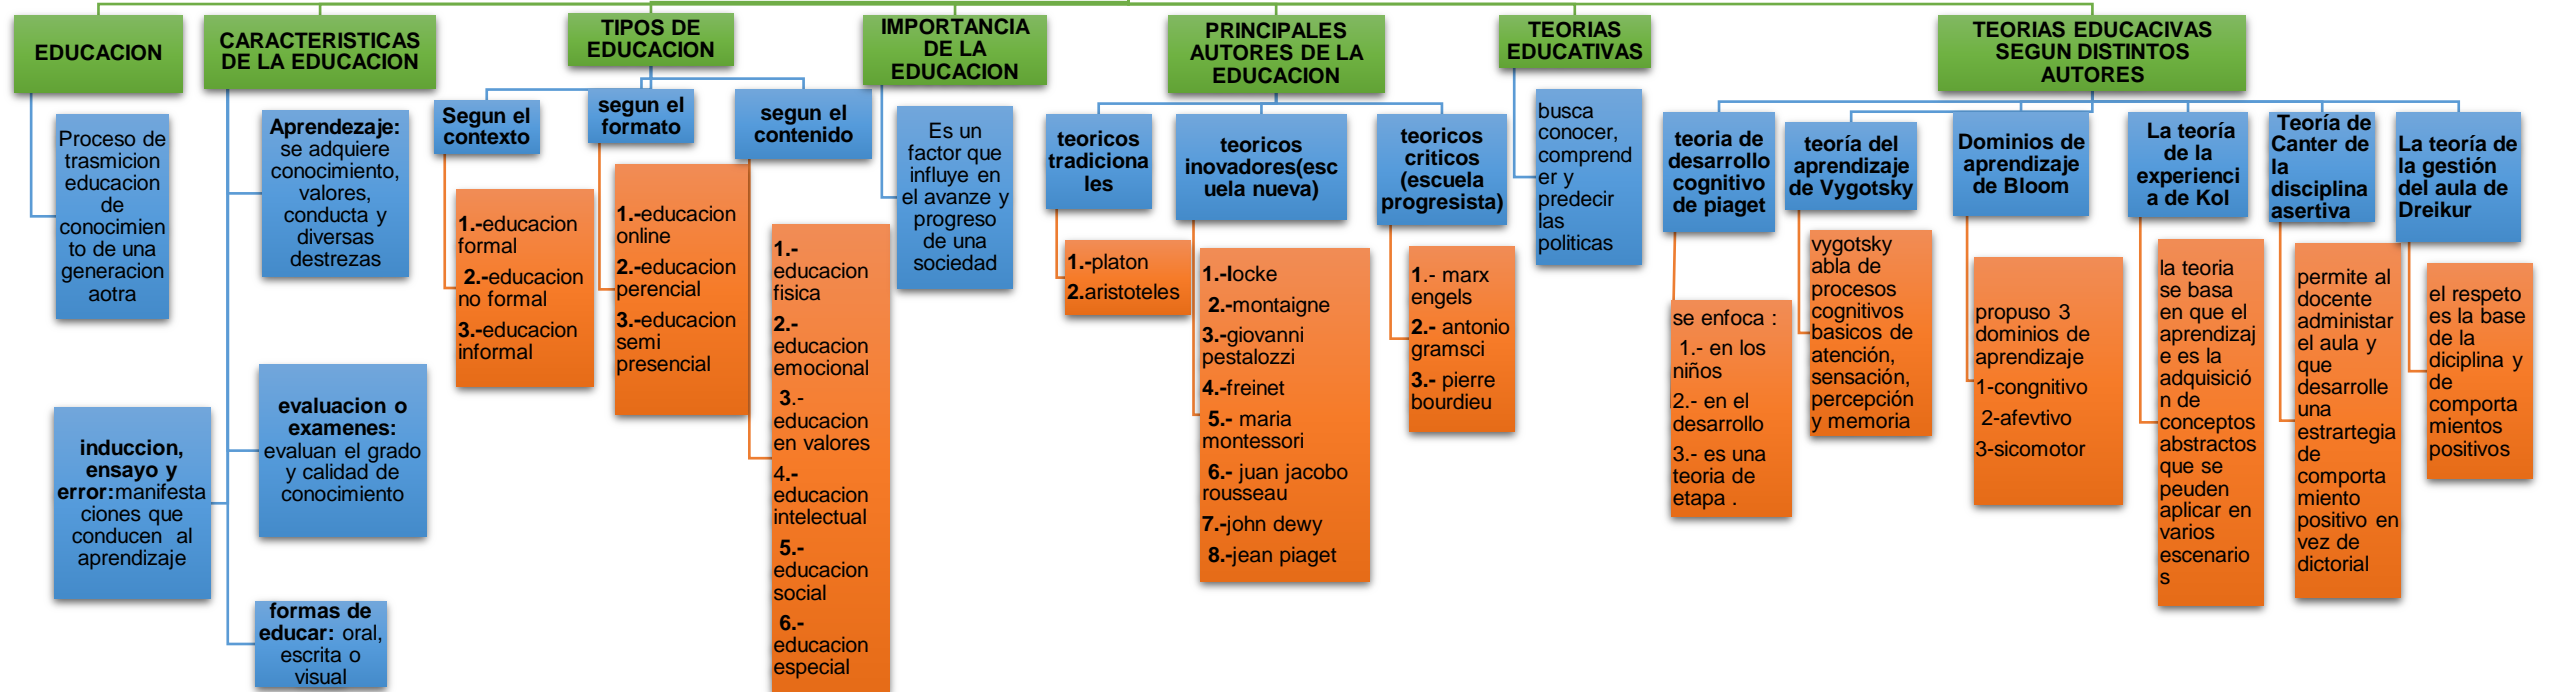 EDUCACION
Proceso de
trasmicion
educacion
de
conocimien
to de una
generacion
aotra
CARACTERISTICAS
DE LA EDUCACION
Aprendezaje:
se adquiere
conocimiento,
valores,
conducta y
diversas
destrezas
evaluacion o
examenes:
evaluan el grado
y calidad de
conocimiento
induccion,
ensayo y
error:manifesta
ciones que
conducen al
aprendizaje
formas de
educar: oral,
escrita o
visual
TIPOS DE
EDUCACION
Segun el
contexto
1.-educacion
formal
2.-educacion
no formal
3.-educacion
informal
segun el
formato
1.-educacion
online
2.-educacion
perencial
3.-educacion
semi
presencial
segun el
contenido
1.-
educacion
fisica
2.-
educacion
emocional
3.-
educacion
en valores
4.-
educacion
intelectual
5.-
educacion
social
6.-
educacion
especial
IMPORTANCIA
DE LA
EDUCACION
Es un
factor que
influye en
el avanze y
progreso
de una
sociedad
PRINCIPALES
AUTORES DE LA
EDUCACION
teoricos
tradiciona
les
1.-platon
2.aristoteles
teoricos
inovadores(esc
uela nueva)
1.-locke
2.-montaigne
3.-giovanni
pestalozzi
4.-freinet
5.- maria
montessori
6.- juan jacobo
rousseau
7.-john dewy
8.-jean piaget
teoricos
criticos
(escuela
progresista)
1.- marx
engels
2.- antonio
gramsci
3.- pierre
bourdieu
TEORIAS
EDUCATIVAS
busca
conocer,
comprend
er y
predecir
las
politicas
TEORIAS EDUCACIVAS
SEGUN DISTINTOS
AUTORES
teoria de
desarrollo
cognitivo
de piaget
se enfoca :
1.- en los
niños
2.- en el
desarrollo
3.- es una
teoria de
etapa .
teoría del
aprendizaje
de Vygotsky
vygotsky
abla de
procesos
cognitivos
basicos de
atención,
sensación,
percepción
y memoria
Dominios de
aprendizaje
de Bloom
propuso 3
dominios de
aprendizaje
1-congnitivo
2-afevtivo
3-sicomotor
La teoría
de la
experienci
a de Kol
la teoria
se basa
en que el
aprendizaj
e es la
adquisició
n de
conceptos
abstractos
que se
peuden
aplicar en
varios
escenario
s
Teoría de
Canter de
la
disciplina
asertiva
permite al
docente
administar
el aula y
que
desarrolle
una
estrartegia
de
comporta
miento
positivo en
vez de
dictorial
La teoría de
la gestión
del aula de
Dreikur
el respeto
es la base
de la
diciplina y
de
comporta
mientos
positivos